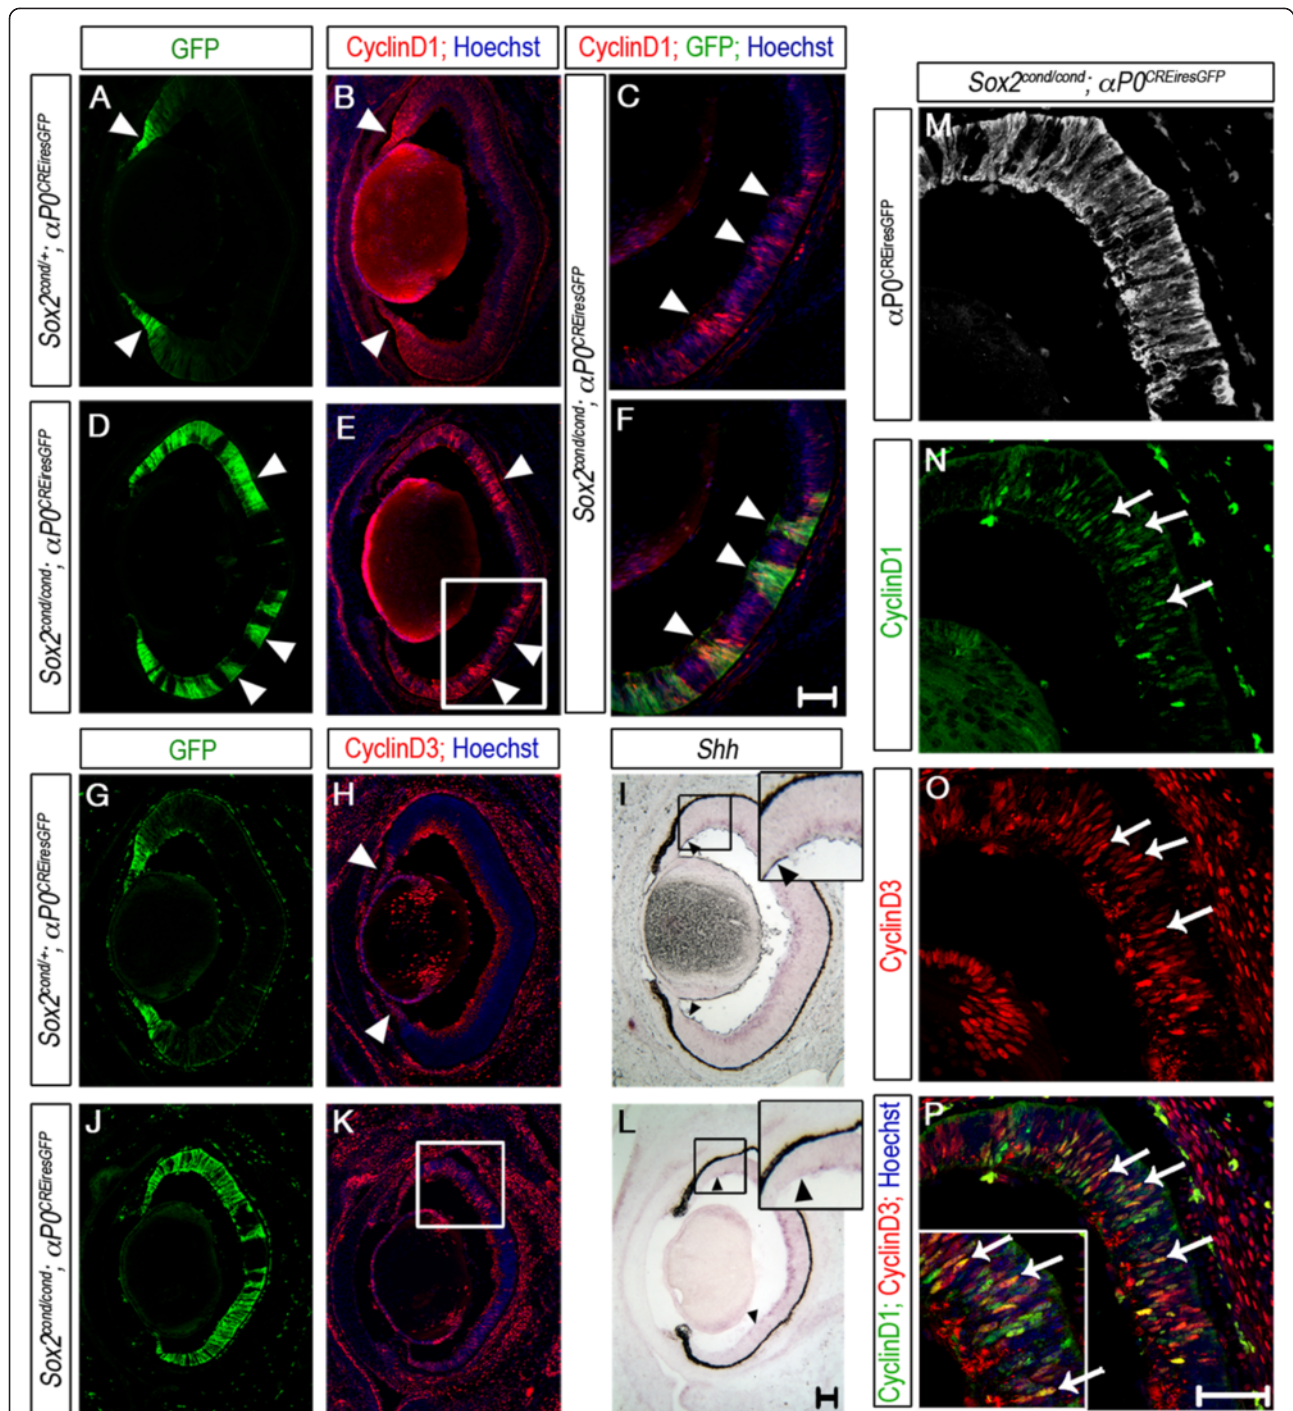 GFP
CyclinD1; Hoechst
CyclinD1; GFP; Hoechst
Sox2cond/cond; αP0CREiresGFP
Sox2cond/+; αP0CREiresGFP
A
B
C
M
αP0CREiresGFP
Sox2cond/cond; αP0CREiresGFP
Sox2cond/cond; αP0CREiresGFP
D
E
F
N
CyclinD1
GFP
CyclinD3; Hoechst
Shh
Sox2cond/+; αP0CREiresGFP
G
H
I
O
CyclinD3
Sox2cond/cond; αP0CREiresGFP
J
K
L
P
CyclinD1; CyclinD3; Hoechst